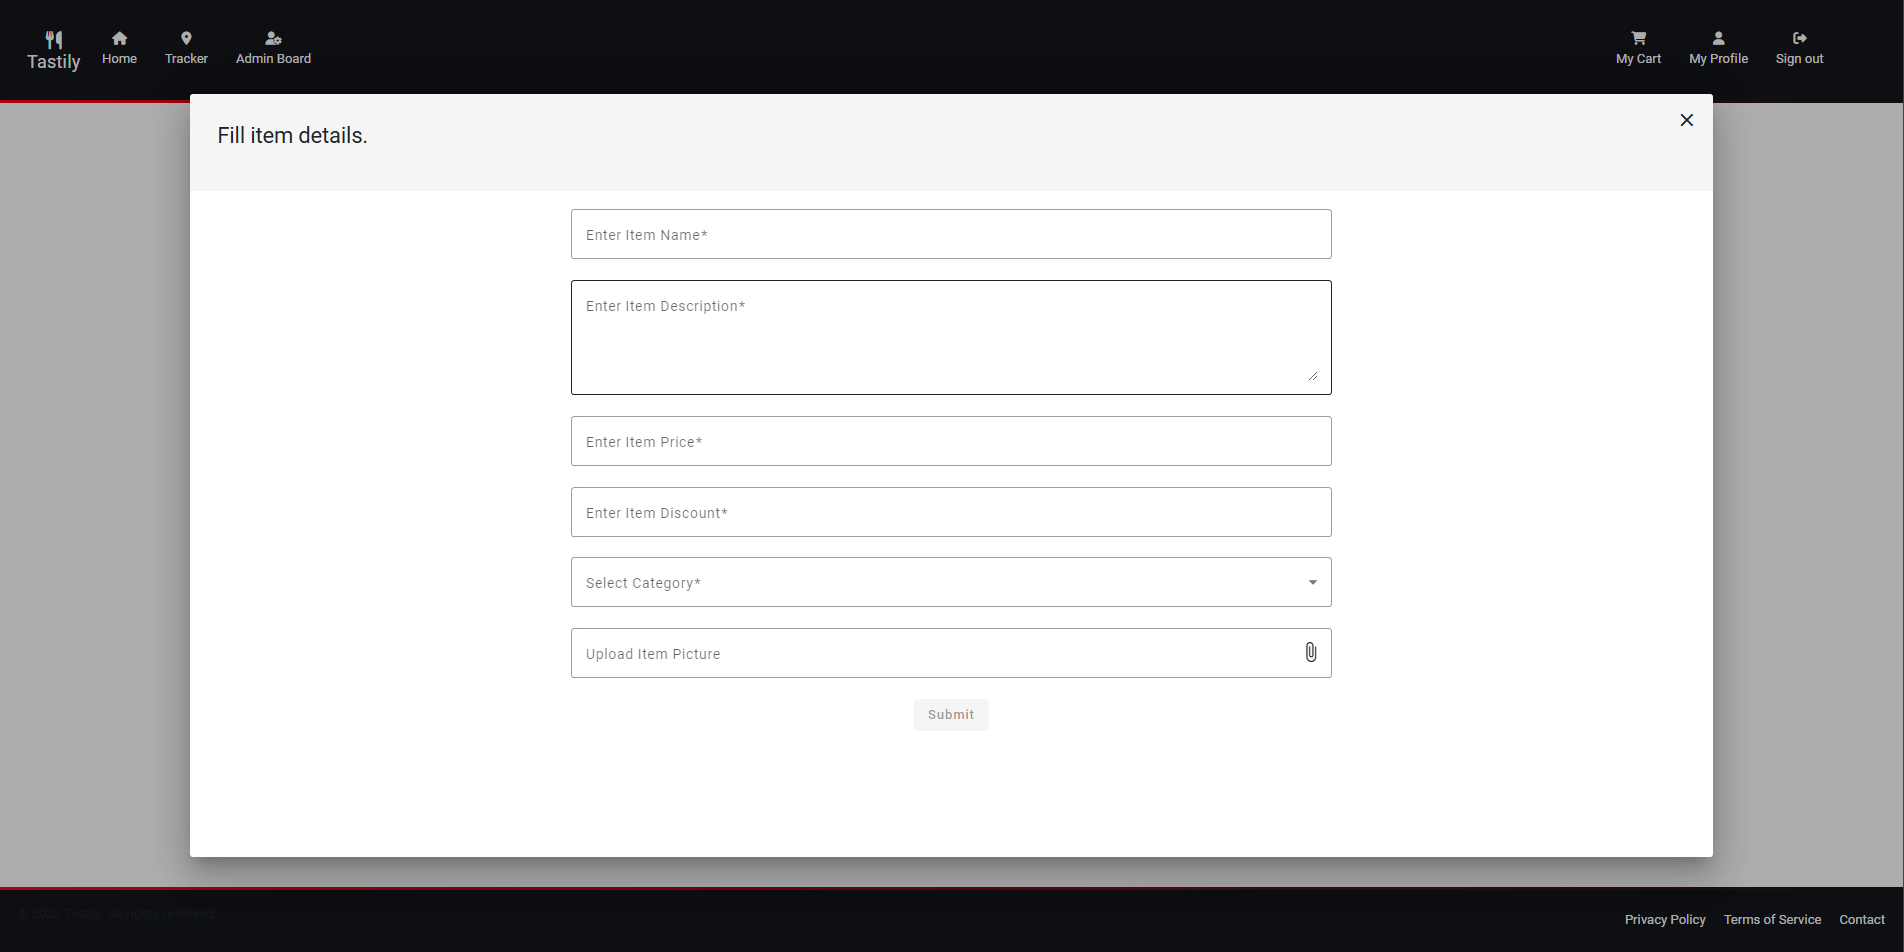 Tastily
Home
Tracker
Admin Board
My Cart
My Profile
Sign out
Fill item details.
Enter Item Name*
Enter Item Description*
Enter Item Price*
Enter Item Discount*
Select Category*
Upload Item Picture
Submit
© 2023 Tastily. All rights reserved.
Privacy Policy
Terms of Service
Contact